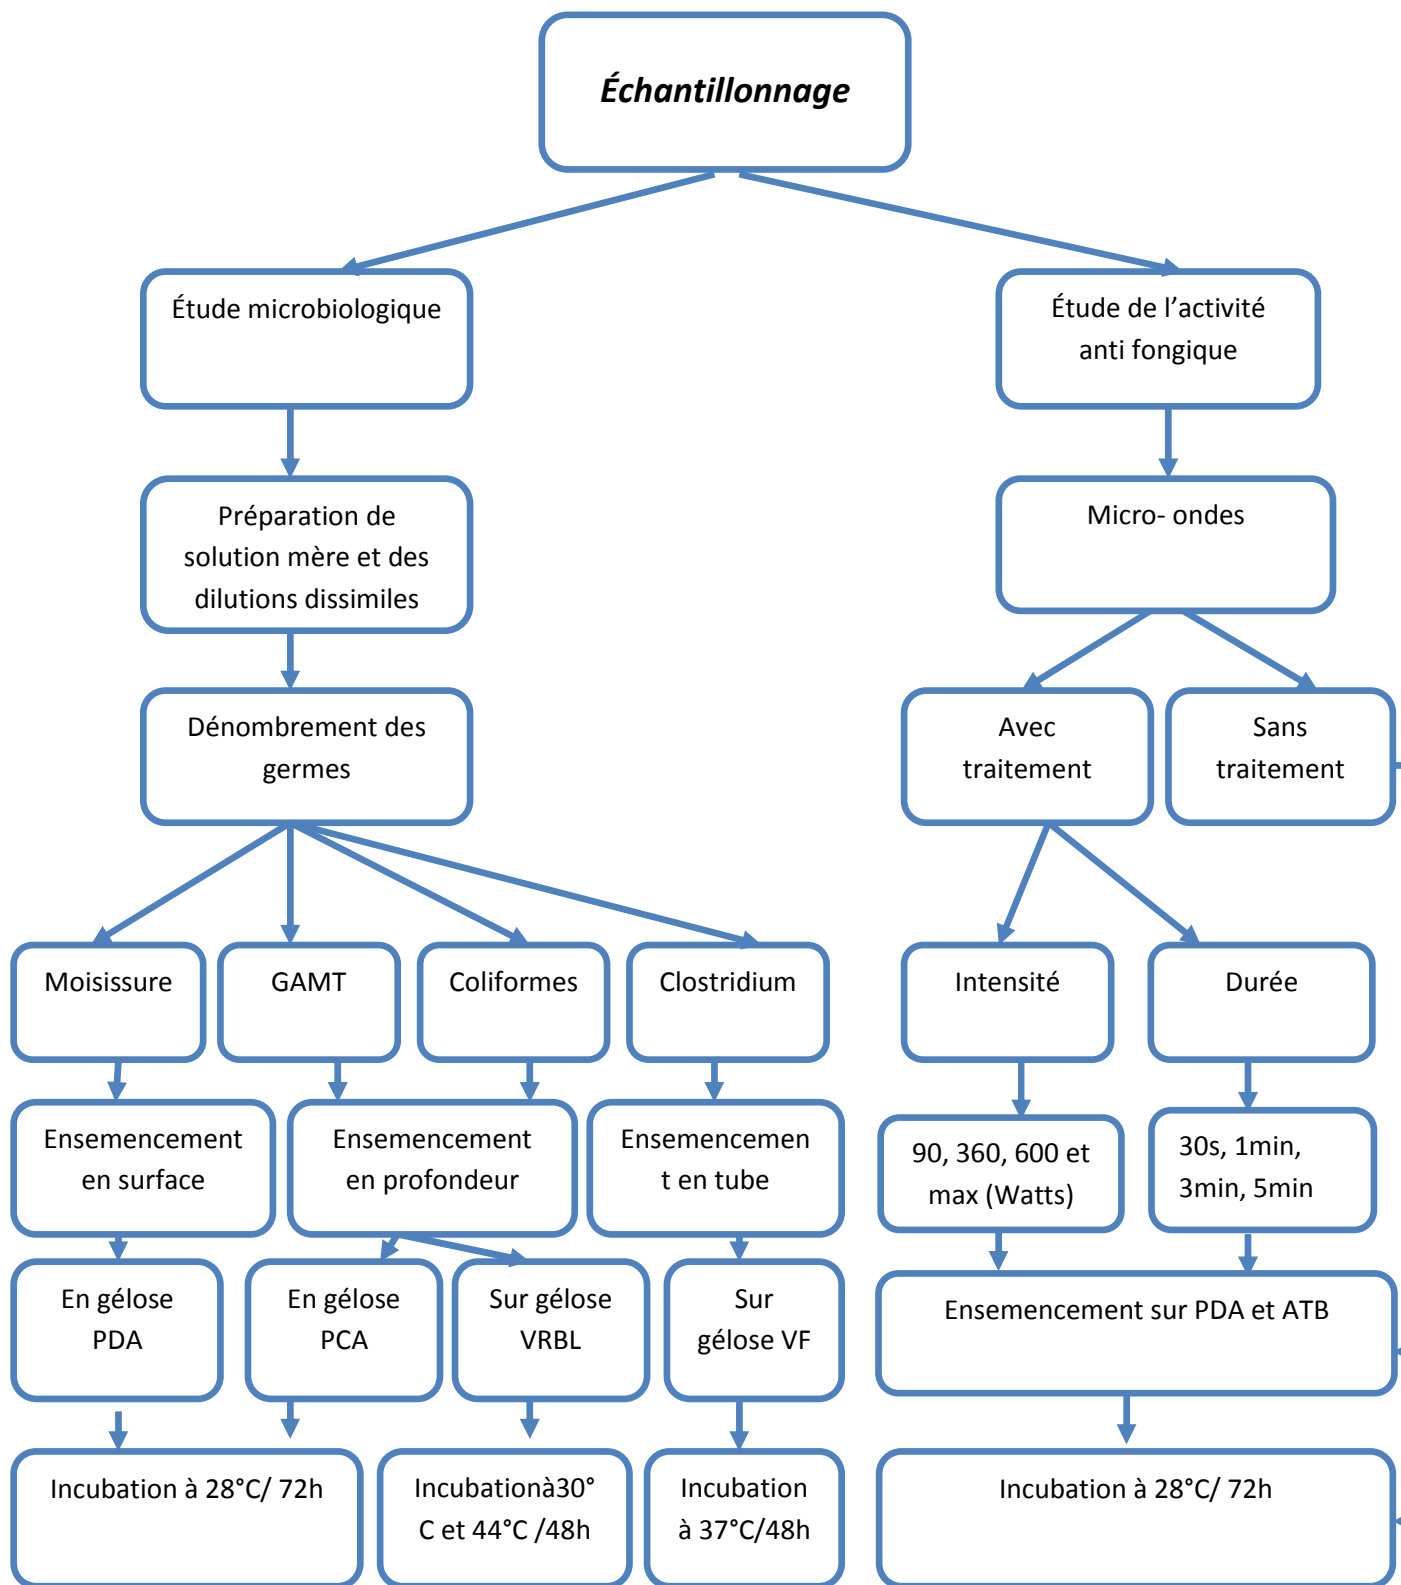 Échantillonnage
Étude microbiologique
Étude de l’activité
anti fongique
Préparation de
solution mère et des
dilutions dissimiles
Micro- ondes
Dénombrement des
germes
Avec
traitement
Sans
traitement
Moisissure
GAMT
Coliformes
Clostridium
Intensité
Durée
Ensemencement
en surface
Ensemencement
en profondeur
Ensemencemen
t en tube
90, 360, 600 et
max (Watts)
30s, 1min,
3min, 5min
En gélose
PDA
En gélose
PCA
Sur gélose
VRBL
Sur
gélose VF
Ensemencement sur PDA et ATB
Incubation à 28°C/ 72h
Incubationà30°
C et 44°C /48h
Incubation
à 37°C/48h
Incubation à 28°C/ 72h